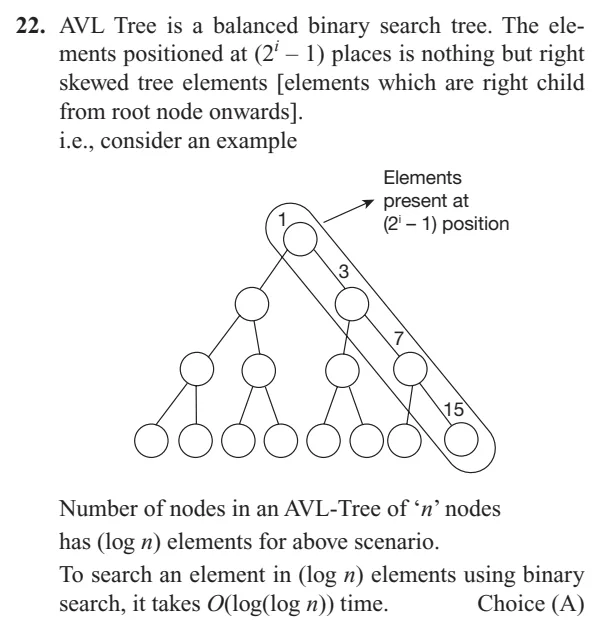 22. AVL Tree is a balanced binary search tree. The ele-
ments positioned at (2^i – 1) places is nothing but right
skewed tree elements [elements which are right child
from root node onwards].
i.e., consider an example
Elements
present at
(2^i – 1) position
1
3
7
15
Number of nodes in an AVL-Tree of ‘n’ nodes
has (log n) elements for above scenario.
To search an element in (log n) elements using binary
search, it takes O(log(log n)) time. Choice (A)